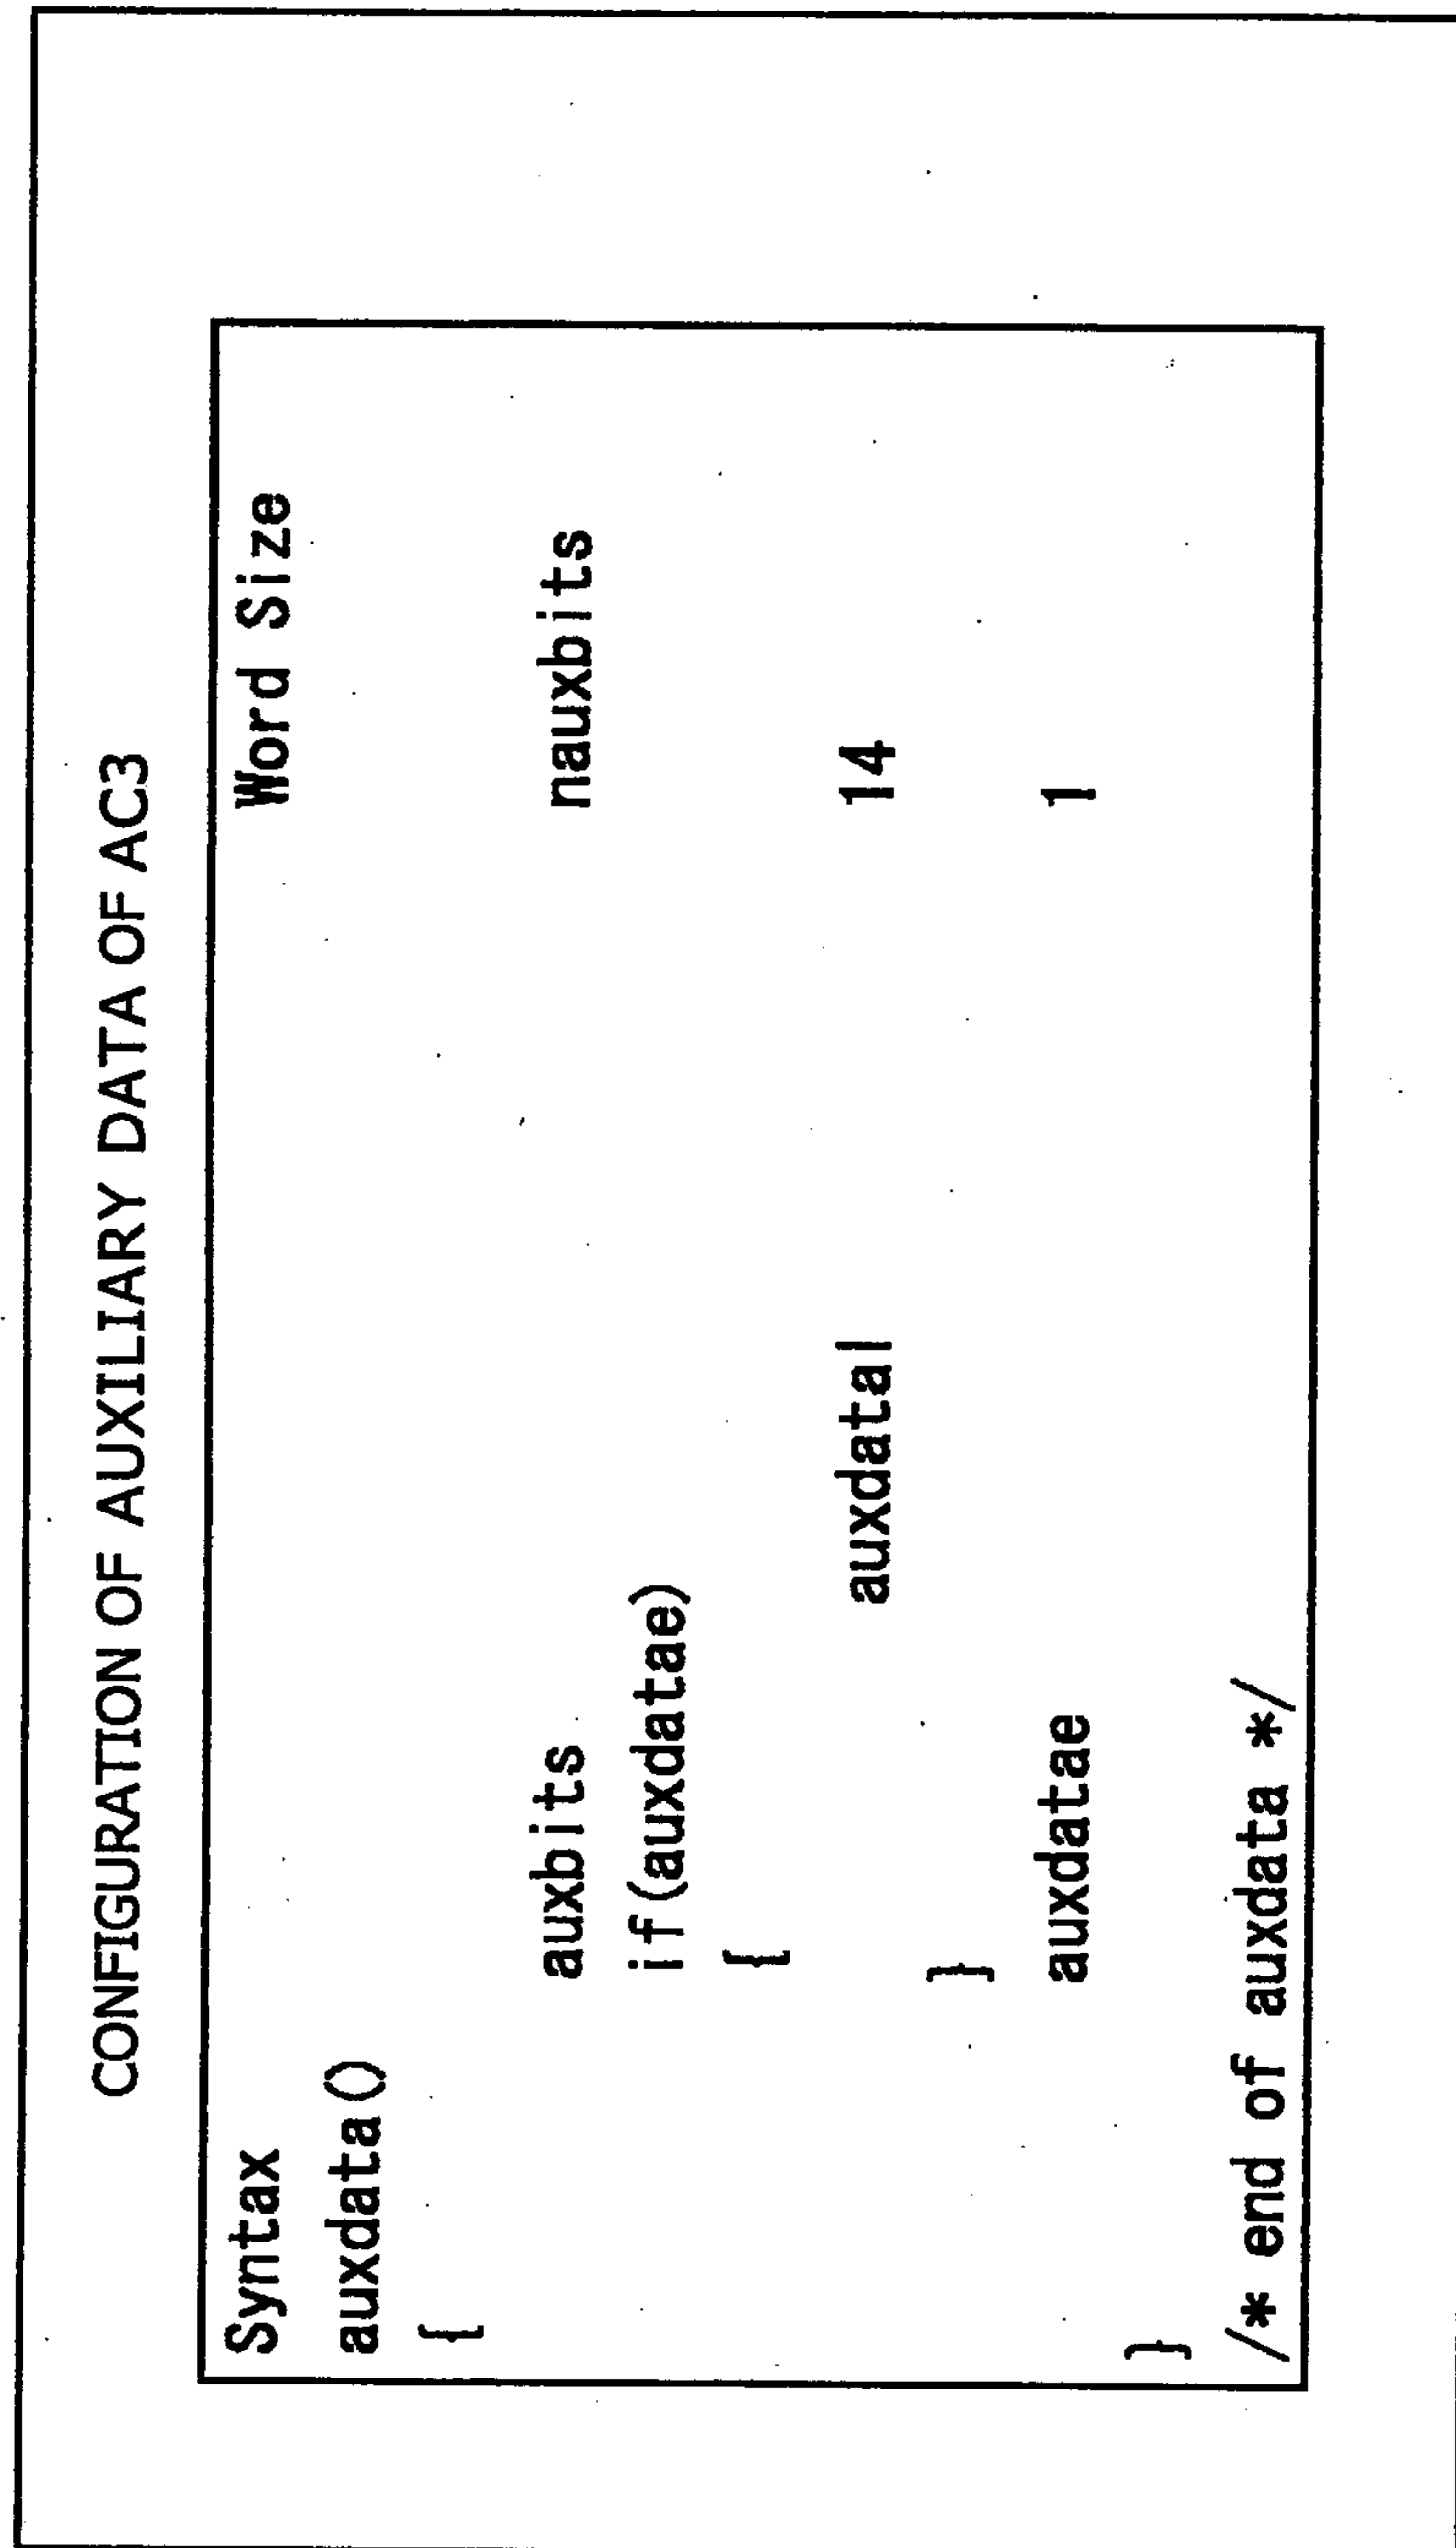 CONFIGURATION OF AUXILIARY DATA OF AC3
Syntax Word Size
auxdata()
{
auxbits nauxbits
if(auxdatae)
{
auxdatal 14
}
auxdatae 1
}
/* end of auxdata */